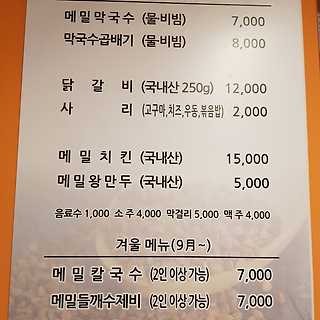 메밀막국수 (물·비빔) 7,000
막국수곱배기 (물·비빔) 8,000
닭갈비 (국내산 250g) 12,000
사리 (고구마,치즈,우동,볶음밥) 2,000
메밀치킨 (국내산) 15,000
메밀왕만두 (국내산) 5,000
음료수 1,000 소주 4,000 막걸리 5,000 맥주 4,000
겨울 메뉴(9月~)
메밀칼국수 (2인 이상 가능) 7,000
메밀들깨수제비 (2인 이상 가능) 7,000